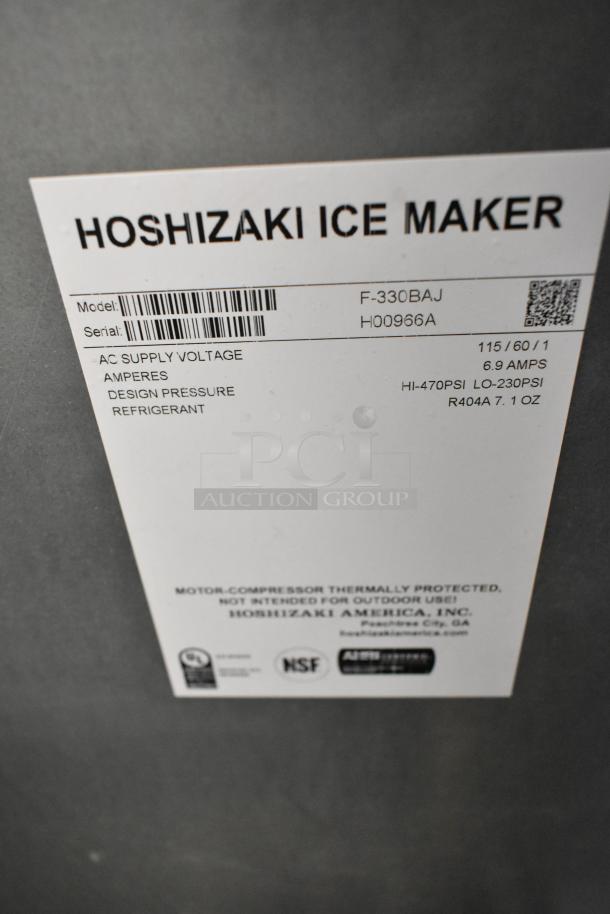 HOSHIZAKI ICE MAKER
Model: F-330BAJ
Serial: H00966A
AC SUPPLY VOLTAGE 115 / 60 / 1
AMPERES 6.9 AMPS
DESIGN PRESSURE HI-470PSI LO-230PSI
REFRIGERANT R404A 7. 1 OZ
PCi
AUCTION GROUP
MOTOR-COMPRESSOR THERMALLY PROTECTED,
NOT INTENDED FOR OUTDOOR USE!
HOSHIZAKI AMERICA, INC.
Peachtree City, GA
hoshizakiamerica.com
UL
NSF